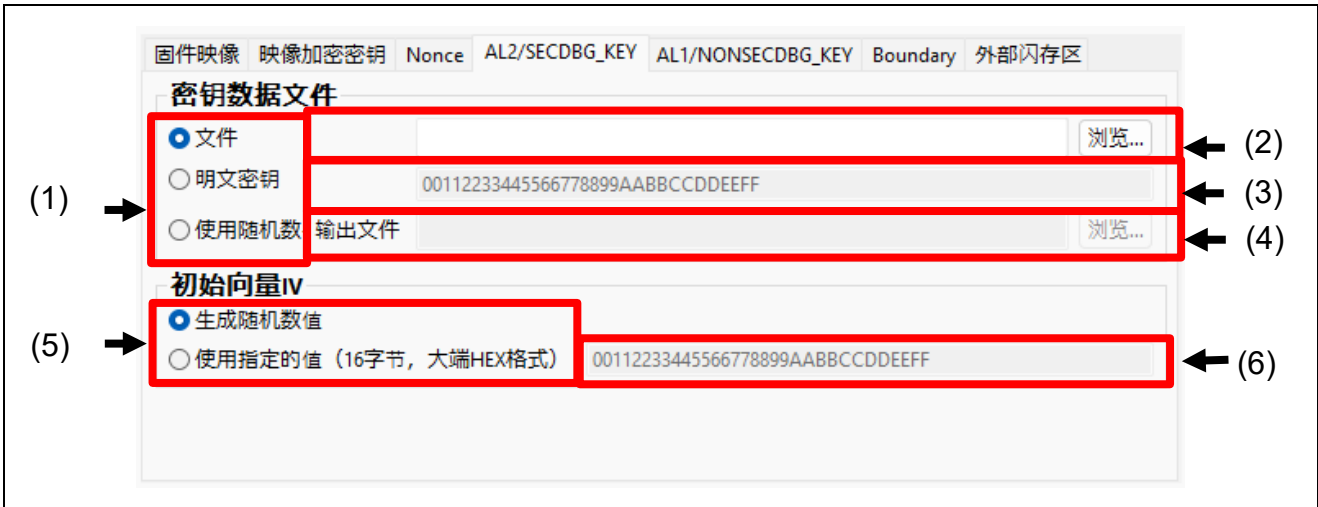 固件映像 映像加密密钥 Nonce AL2/SECDBG_KEY AL1/NONSECDBG_KEY Boundary 外部闪存区
密钥数据文件
文件 浏览... (2)
明文密钥 00112233445566778899AABBCCDDEEFF (3)
(1)
使用随机数 输出文件 浏览... (4)
初始向量IV
生成随机数值
(5)
使用指定的值（16字节，大端HEX格式） 00112233445566778899AABBCCDDEEFF (6)